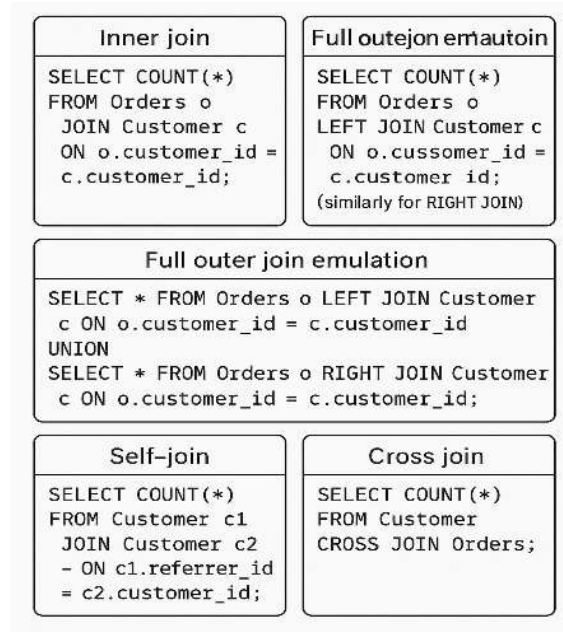 Inner join
SELECT COUNT(*)
FROM Orders o
JOIN Customer c
ON o.customer_id =
c.customer_id;
Full outejon emautoin
SELECT COUNT(*)
FROM Orders o
LEFT JOIN Customer c
ON o.cussomer_id =
c.customer id;
(similarly for RIGHT JOIN)
Full outer join emulation
SELECT * FROM Orders o LEFT JOIN Customer
c ON o.customer_id = c.customer_id
UNION
SELECT * FROM Orders o RIGHT JOIN Customer
c ON o.customer_id = c.customer_id;
Self-join
SELECT COUNT(*)
FROM Customer c1
JOIN Customer c2
– ON c1.referrer_id
= c2.customer_id;
Cross join
SELECT COUNT(*)
FROM Customer
CROSS JOIN Orders;